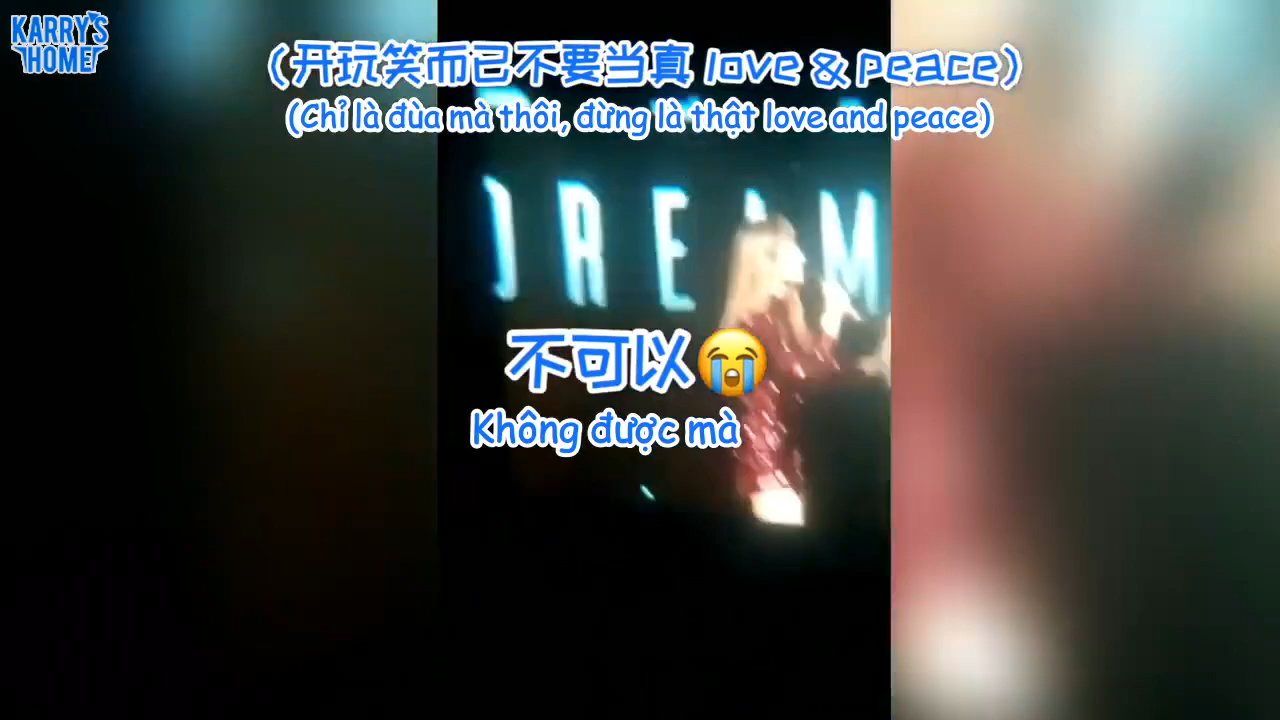 KARRY'S
HOME
(开玩笑而已不要当真 love & peace)
(Chỉ là đùa mà thôi, đừng là thật love and peace)
DREAM
不可以😭
Không được mà